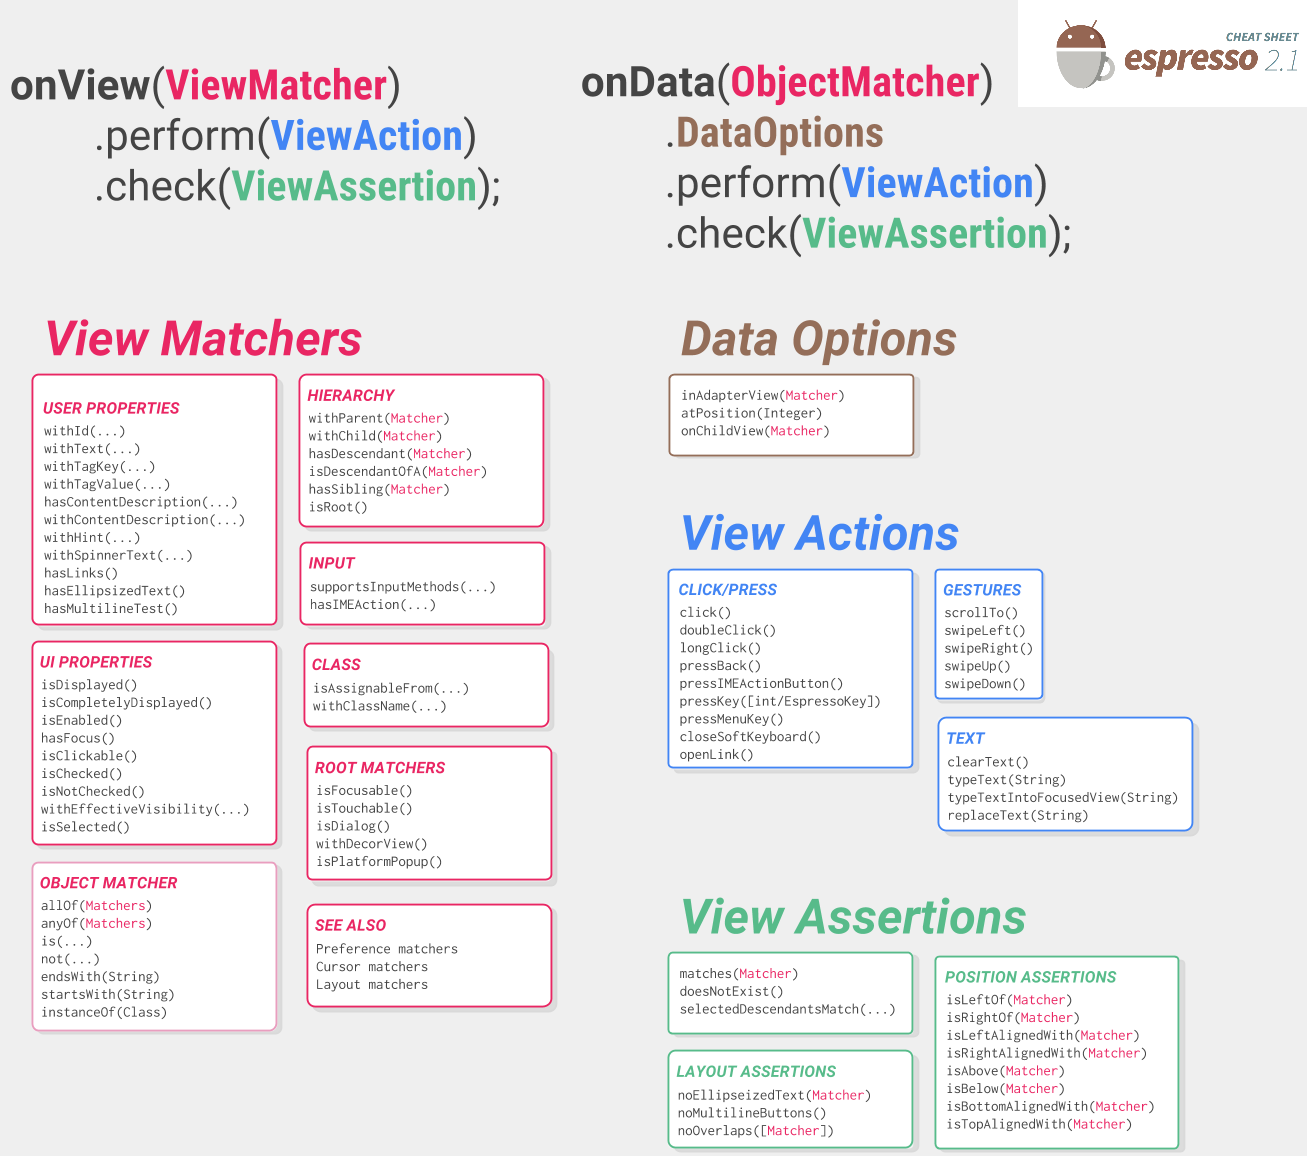 CHEAT SHEET
espresso 2.1
onView(ViewMatcher)
.perform(ViewAction)
.check(ViewAssertion);
onData(ObjectMatcher)
.DataOptions
.perform(ViewAction)
.check(ViewAssertion);
View Matchers
USER PROPERTIES
withId(...)
withText(...)
withTagKey(...)
withTagValue(...)
hasContentDescription(...)
withContentDescription(...)
withHint(...)
withSpinnerText(...)
hasLinks()
hasEllipsizedText()
hasMultilineTest()
UI PROPERTIES
isDisplayed()
isCompletelyDisplayed()
isEnabled()
hasFocus()
isClickable()
isChecked()
isNotChecked()
withEffectiveVisibility(...)
isSelected()
OBJECT MATCHER
allOf(Matchers)
anyOf(Matchers)
is(...)
not(...)
endsWith(String)
startsWith(String)
instanceOf(Class)
HIERARCHY
withParent(Matcher)
withChild(Matcher)
hasDescendant(Matcher)
isDescendantOfA(Matcher)
hasSibling(Matcher)
isRoot()
INPUT
supportsInputMethods(...)
hasIMEAction(...)
CLASS
isAssignableFrom(...)
withClassName(...)
ROOT MATCHERS
isFocusable()
isTouchable()
isDialog()
withDecorView()
isPlatformPopup()
SEE ALSO
Preference matchers
Cursor matchers
Layout matchers
Data Options
inAdapterView(Matcher)
atPosition(Integer)
onChildView(Matcher)
View Actions
CLICK/PRESS
click()
doubleClick()
longClick()
pressBack()
pressIMEActionButton()
pressKey([int/EspressoKey])
pressMenuKey()
closeSoftKeyboard()
openLink()
GESTURES
scrollTo()
swipeLeft()
swipeRight()
swipeUp()
swipeDown()
TEXT
clearText()
typeText(String)
typeTextIntoFocusedView(String)
replaceText(String)
View Assertions
matches(Matcher)
doesNotExist()
selectedDescendantsMatch(...)
LAYOUT ASSERTIONS
noEllipseizedText(Matcher)
noMultilineButtons()
noOverlaps([Matcher])
POSITION ASSERTIONS
isLeftOf(Matcher)
isRightOf(Matcher)
isLeftAlignedWith(Matcher)
isRightAlignedWith(Matcher)
isAbove(Matcher)
isBelow(Matcher)
isBottomAlignedWith(Matcher)
isTopAlignedWith(Matcher)